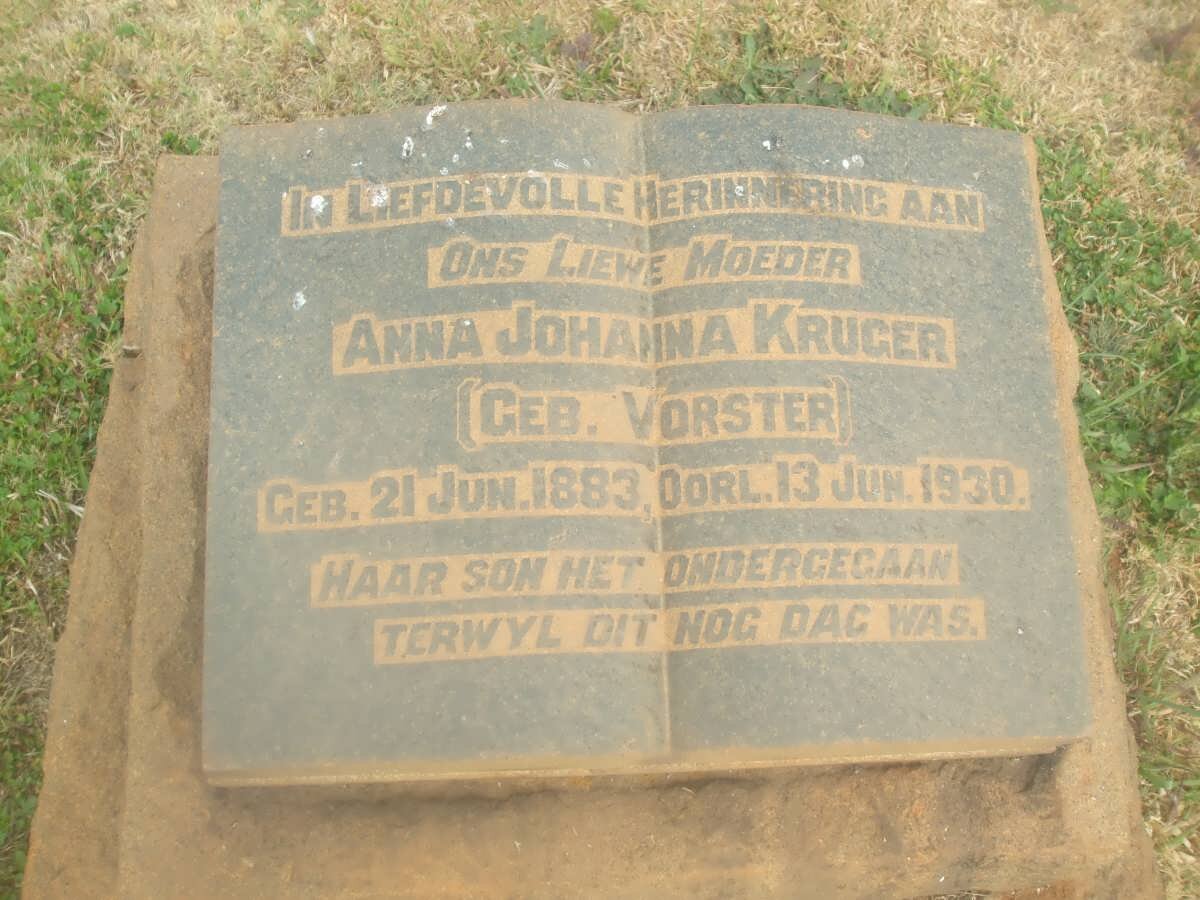 IN LIEFDEVOLLE HERINNERING AAN
ONS LIEWE MOEDER
ANNA JOHANNA KRUGER
(GEB. VORSTER)
GEB. 21 JUN. 1883, OORL. 13 JUN. 1930.
HAAR SON HET ONDERGEGAAN
TERWYL DIT NOG DAG WAS.